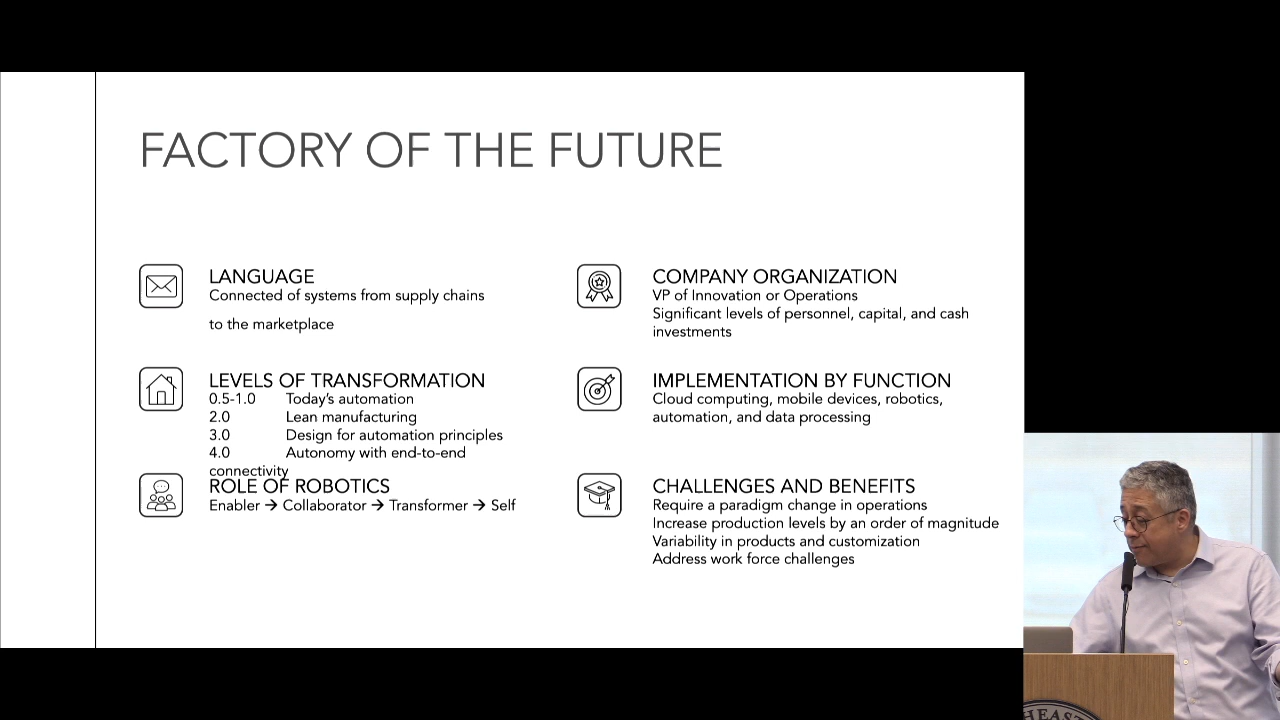 FACTORY OF THE FUTURE
LANGUAGE
Connected of systems from supply chains
to the marketplace
LEVELS OF TRANSFORMATION
0.5-1.0 Today's automation
2.0 Lean manufacturing
3.0 Design for automation principles
4.0 Autonomy with end-to-end
connectivity
ROLE OF ROBOTICS
Enabler → Collaborator → Transformer → Self
COMPANY ORGANIZATION
VP of Innovation or Operations
Significant levels of personnel, capital, and cash
investments
IMPLEMENTATION BY FUNCTION
Cloud computing, mobile devices, robotics,
automation, and data processing
CHALLENGES AND BENEFITS
Require a paradigm change in operations
Increase production levels by an order of magnitude
Variability in products and customization
Address work force challenges